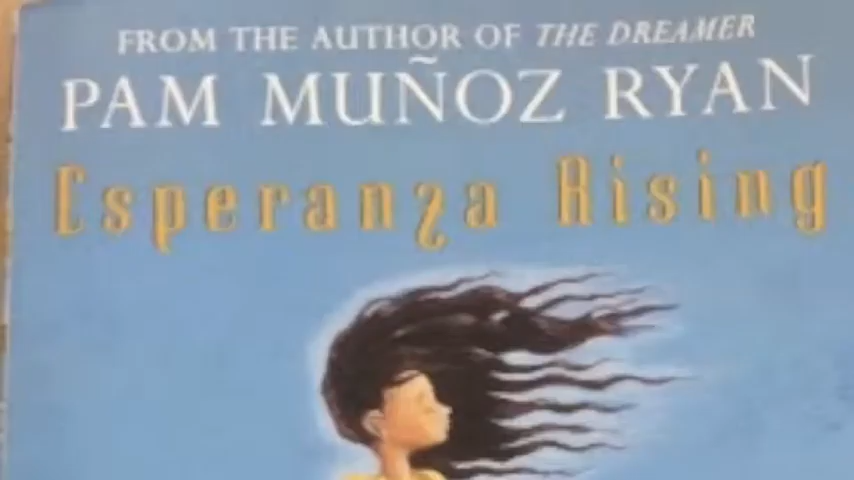 FROM THE AUTHOR OF THE DREAMER
PAM MUÑOZ RYAN
Esperanza Rising